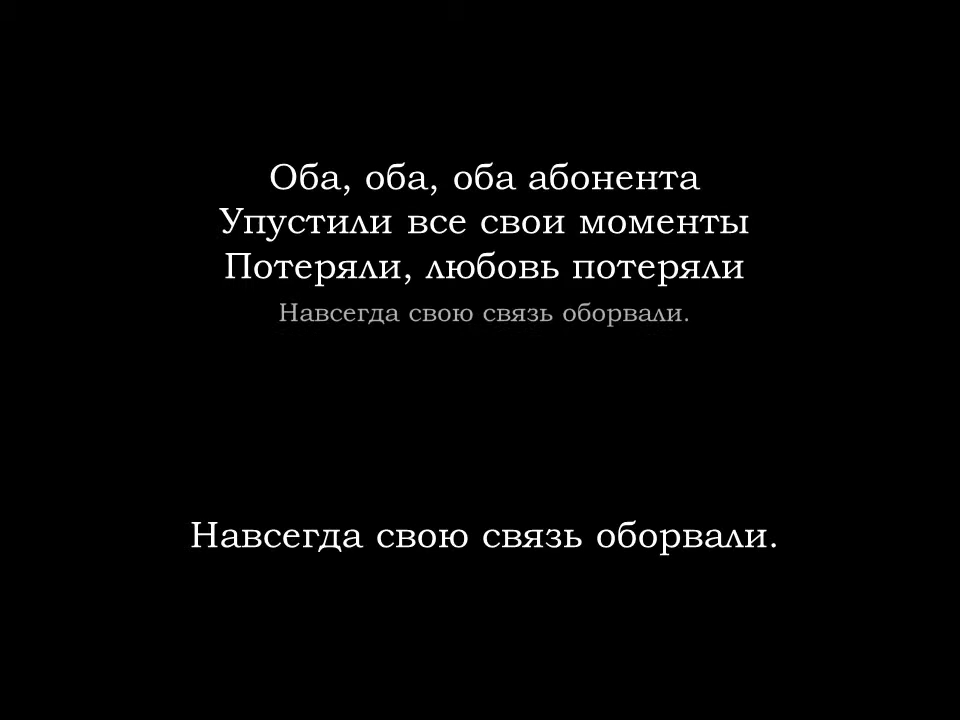 Оба, оба, оба абонента
Упустили все свои моменты
Потеряли, любовь потеряли
Навсегда свою связь оборвали.
Навсегда свою связь оборвали.